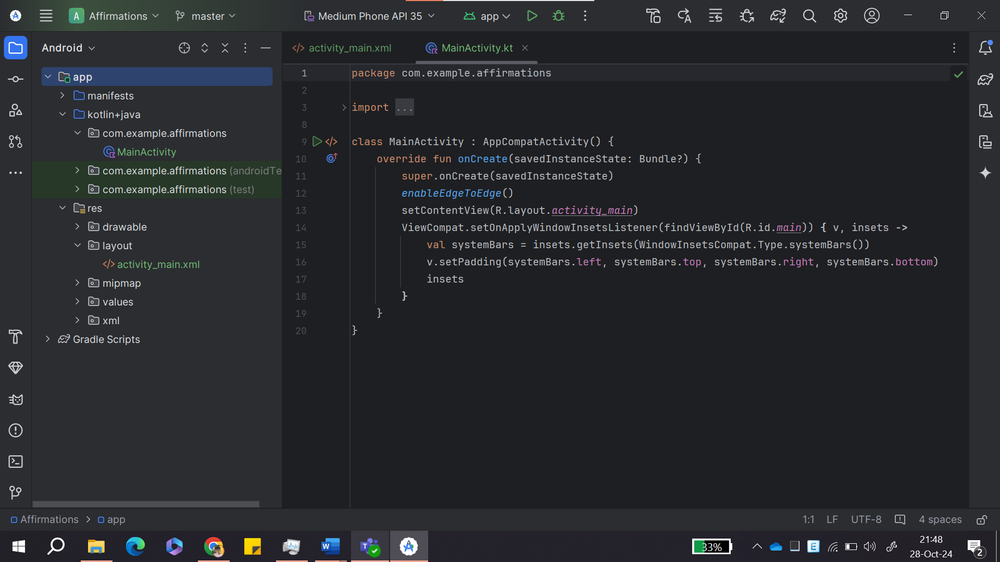 A Affirmations master Medium Phone API 35 app
Android
activity_main.xml MainActivity.kt
app
manifests
kotlin+java
com.example.affirmations
MainActivity
com.example.affirmations (androidTe
com.example.affirmations (test)
res
drawable
layout
activity_main.xml
mipmap
values
xml
Gradle Scripts
1 package com.example.affirmations
2
3 import ...
8
9 class MainActivity : AppCompatActivity() {
10 override fun onCreate(savedInstanceState: Bundle?) {
11 super.onCreate(savedInstanceState)
12 enableEdgeToEdge()
13 setContentView(R.layout.activity_main)
14 ViewCompat.setOnApplyWindowInsetsListener(findViewById(R.id.main)) { v, insets ->
15 val systemBars = insets.getInsets(WindowInsetsCompat.Type.systemBars())
16 v.setPadding(systemBars.left, systemBars.top, systemBars.right, systemBars.bottom)
17 insets
18 }
19 }
20 }
Affirmations > app
1:1 LF UTF-8 4 spaces
33%
21:48
28-Oct-24
2